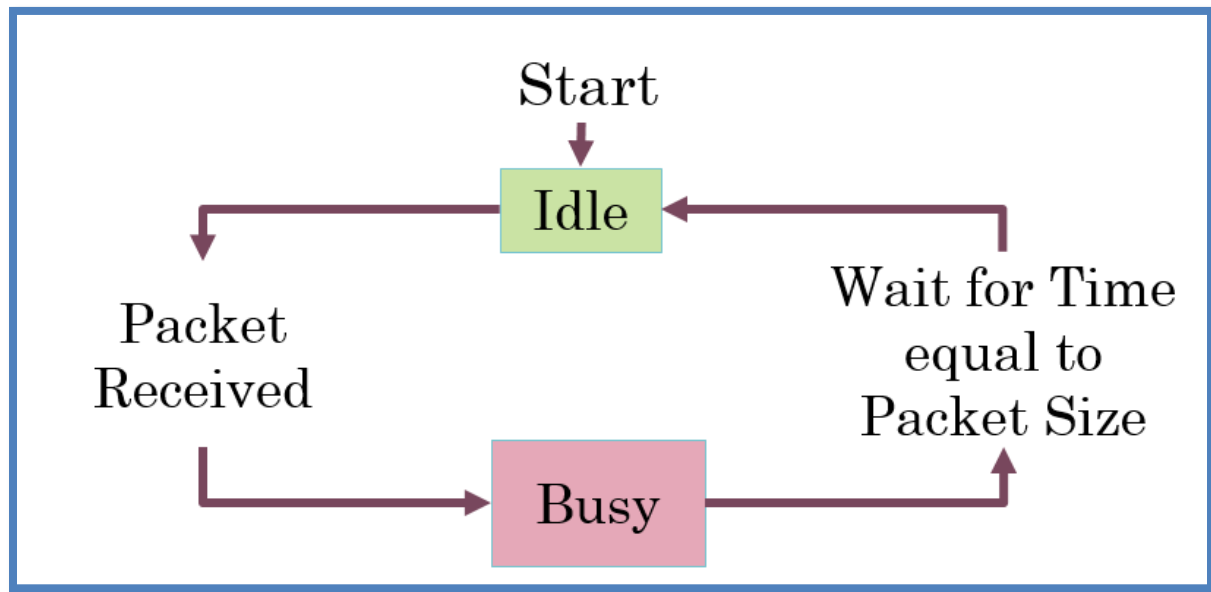 Start
Idle
Packet
Received
Wait for Time
equal to
Packet Size
Busy